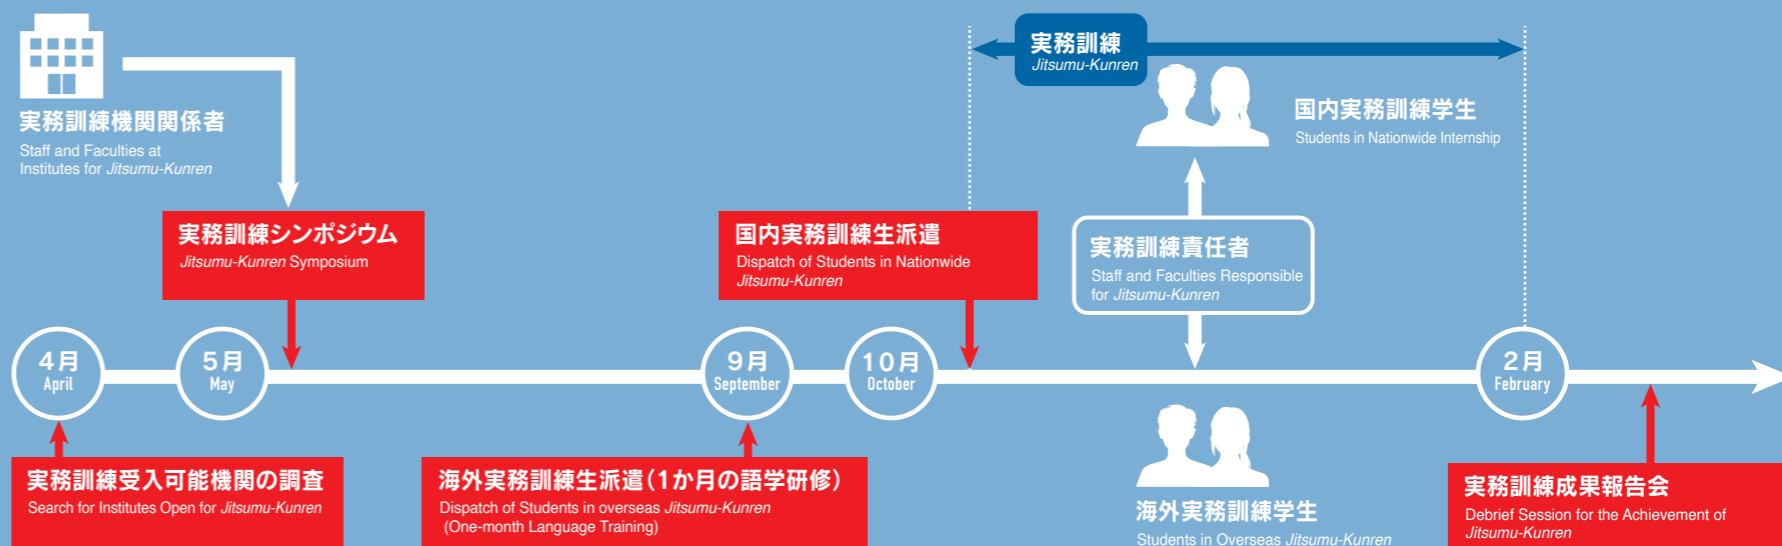 実務訓練
Jitsumu-Kunren
実務訓練機関関係者
Staff and Faculties at
Institutes for Jitsumu-Kunren
国内実務訓練学生
Students in Nationwide Internship
実務訓練シンポジウム
Jitsumu-Kunren Symposium
国内実務訓練生派遣
Dispatch of Students in Nationwide
Jitsumu-Kunren
実務訓練責任者
Staff and Faculties Responsible
for Jitsumu-Kunren
4月
April
5月
May
9月
September
10月
October
2月
February
実務訓練受入可能機関の調査
Search for Institutes Open for Jitsumu-Kunren
海外実務訓練生派遣(1か月の語学研修)
Dispatch of Students in overseas Jitsumu-Kunren
(One-month Language Training)
海外実務訓練学生
Students in Overseas Jitsumu-Kunren
実務訓練成果報告会
Debrief Session for the Achievement of
Jitsumu-Kunren